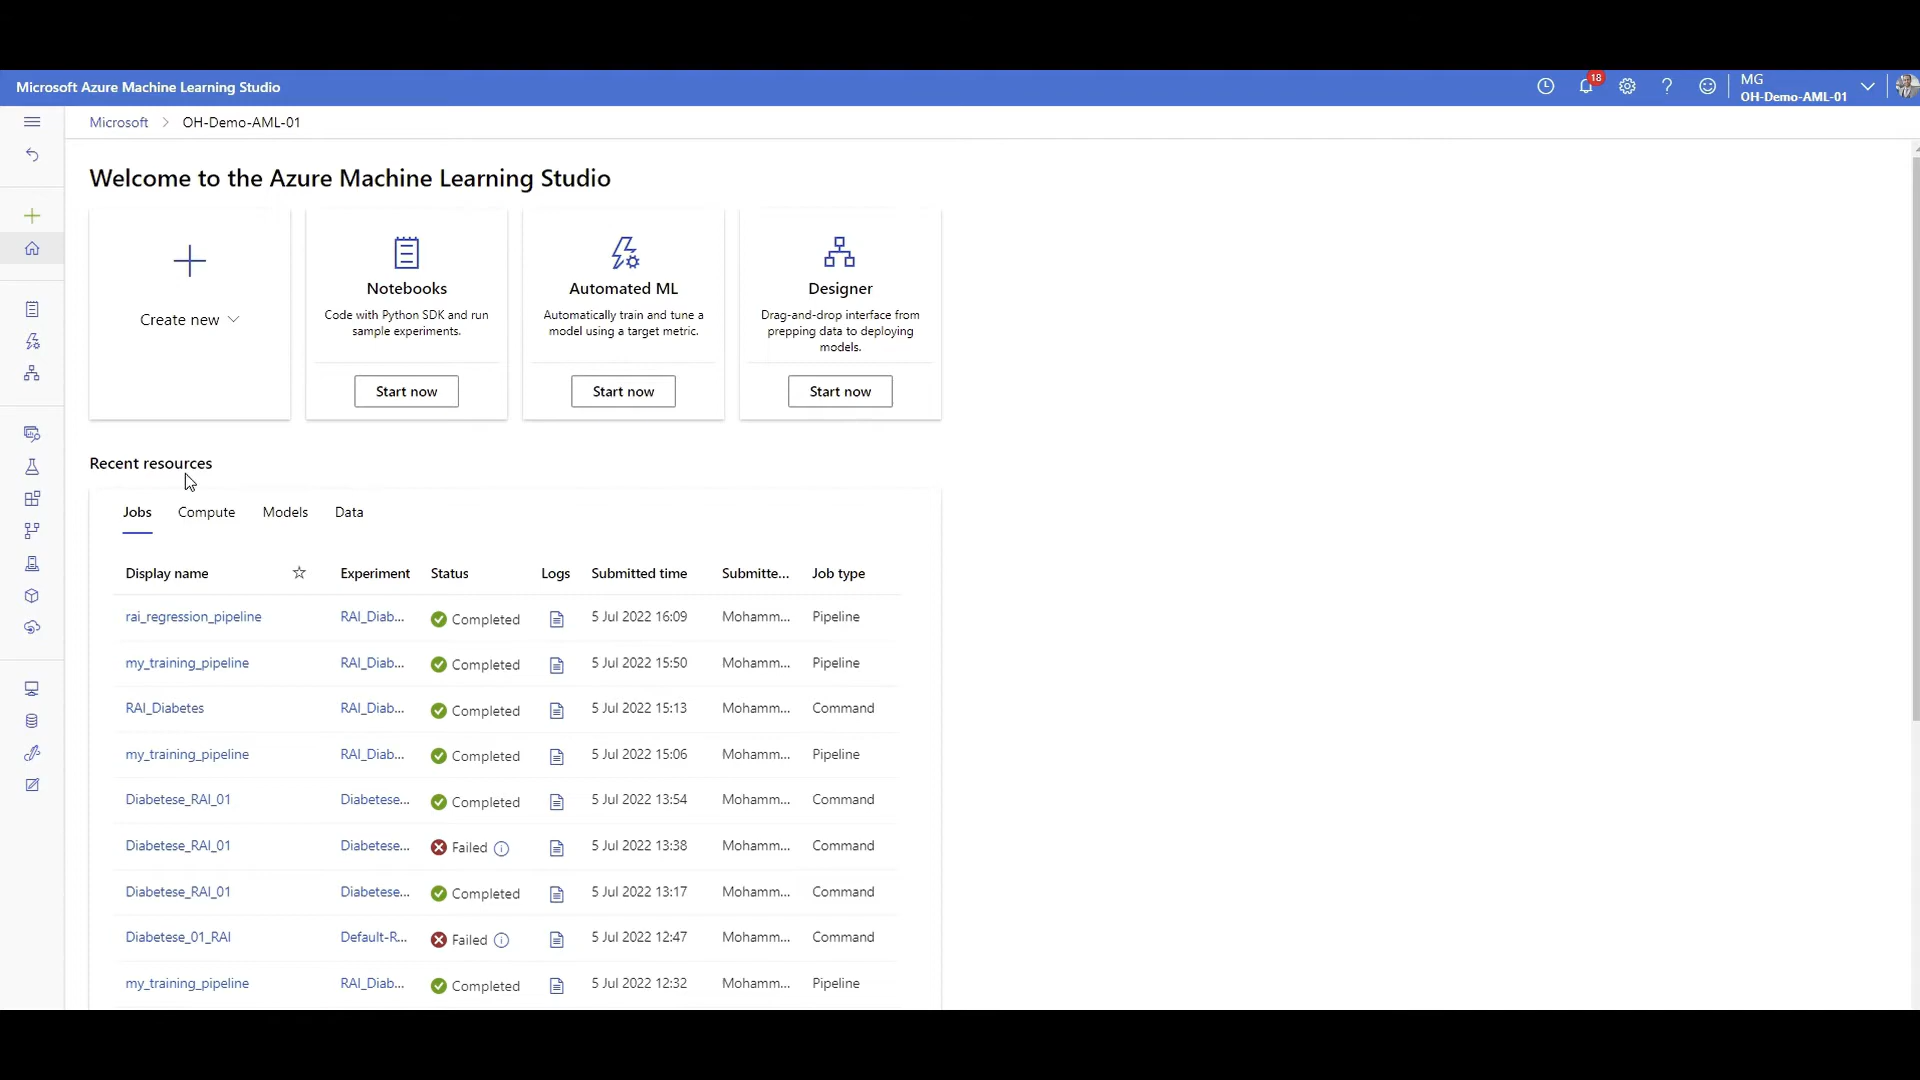 Microsoft Azure Machine Learning Studio
18
MG
OH-Demo-AML-01
?
Microsoft > OH-Demo-AML-01
Welcome to the Azure Machine Learning Studio
Create new
Notebooks
Code with Python SDK and run
sample experiments.
Start now
Automated ML
Automatically train and tune a
model using a target metric.
Start now
Designer
Drag-and-drop interface from
prepping data to deploying
models.
Start now
Recent resources
Jobs Compute Models Data
Display name Experiment Status Logs Submitted time Submitte... Job type
rai_regression_pipeline RAI_Diab... Completed 5 Jul 2022 16:09 Mohamm... Pipeline
my_training_pipeline RAI_Diab... Completed 5 Jul 2022 15:50 Mohamm... Pipeline
RAI_Diabetes RAI_Diab... Completed 5 Jul 2022 15:13 Mohamm... Command
my_training_pipeline RAI_Diab... Completed 5 Jul 2022 15:06 Mohamm... Pipeline
Diabetese_RAI_01 Diabetese... Completed 5 Jul 2022 13:54 Mohamm... Command
Diabetese_RAI_01 Diabetese... Failed 5 Jul 2022 13:38 Mohamm... Command
Diabetese_RAI_01 Diabetese... Completed 5 Jul 2022 13:17 Mohamm... Command
Diabetese_01_RAI Default-R... Failed 5 Jul 2022 12:47 Mohamm... Command
my_training_pipeline RAI_Diab... Completed 5 Jul 2022 12:32 Mohamm... Pipeline